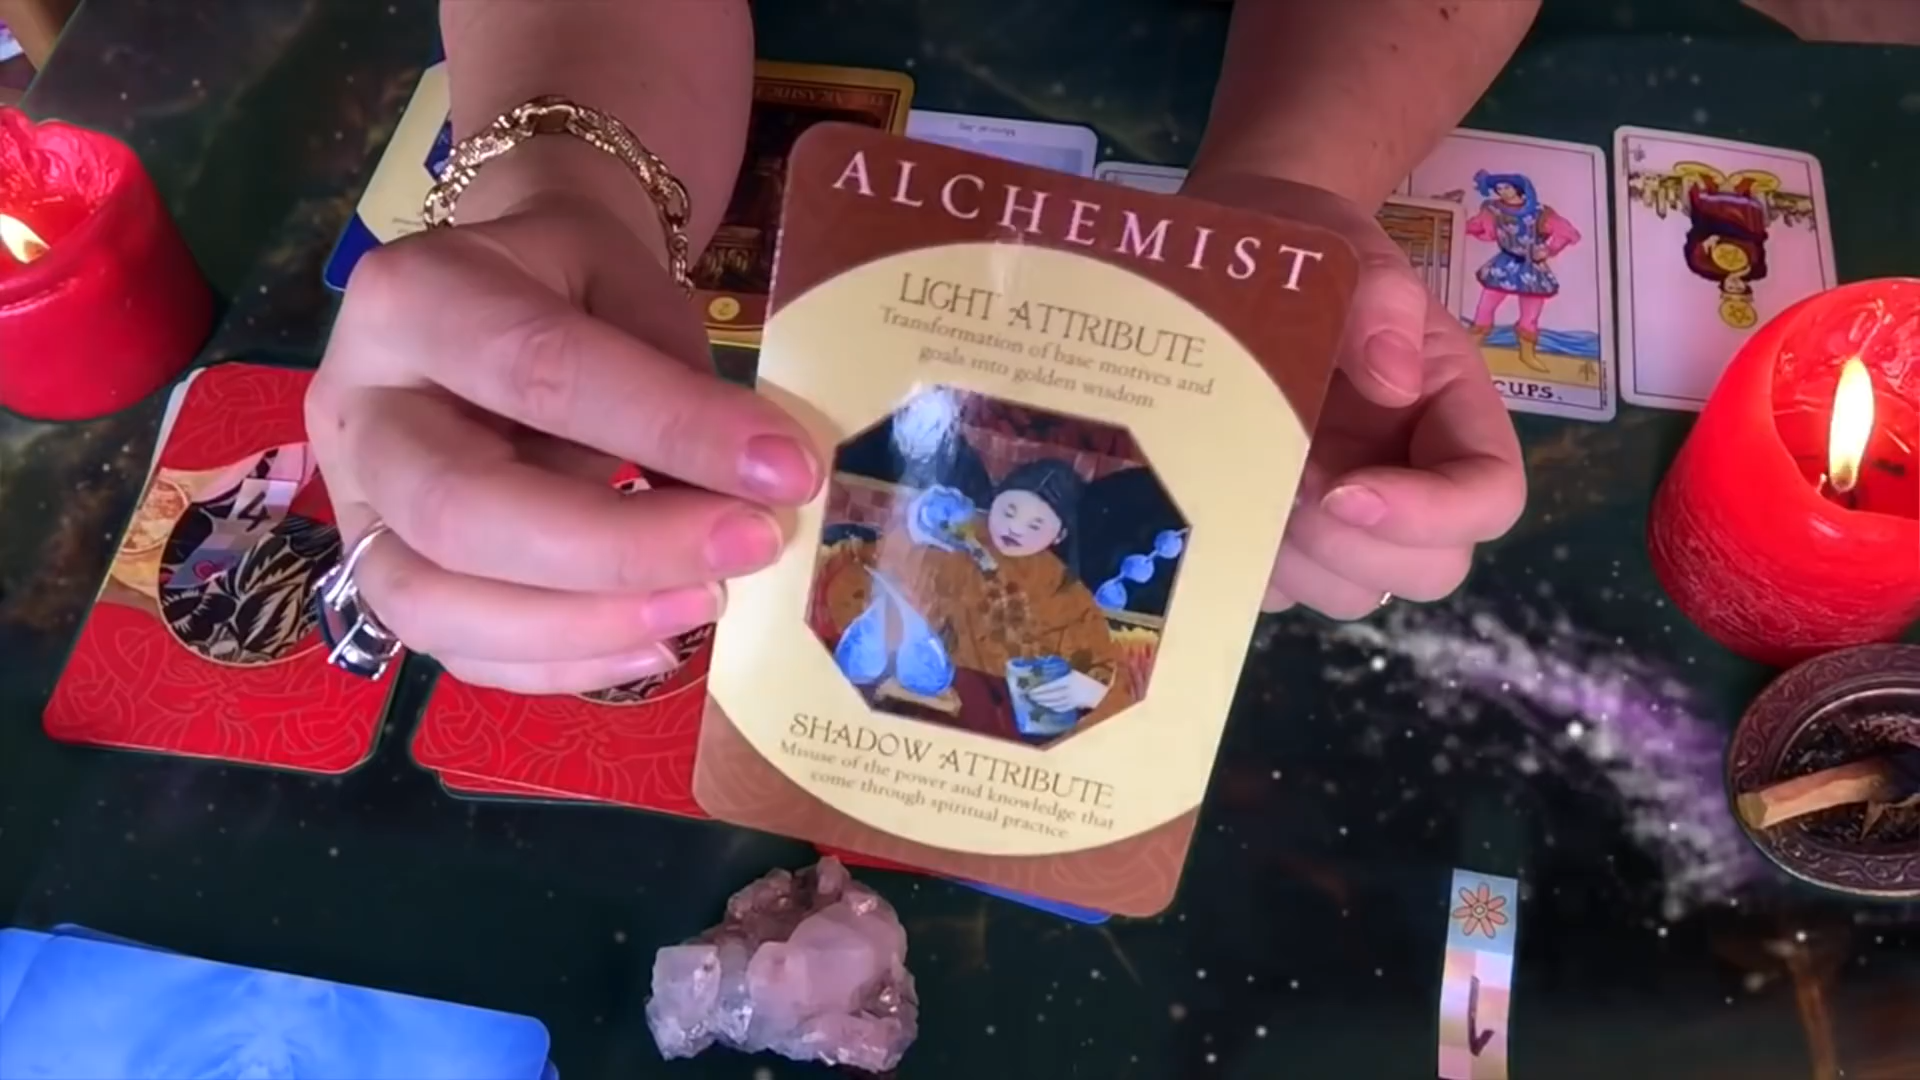 ALCHEMIST
LIGHT ATTRIBUTE
Transformation of base motives and
goals into golden wisdom
SHADOW ATTRIBUTE
Misuse of the power and knowledge that
come through spiritual practice
CUPS.
4